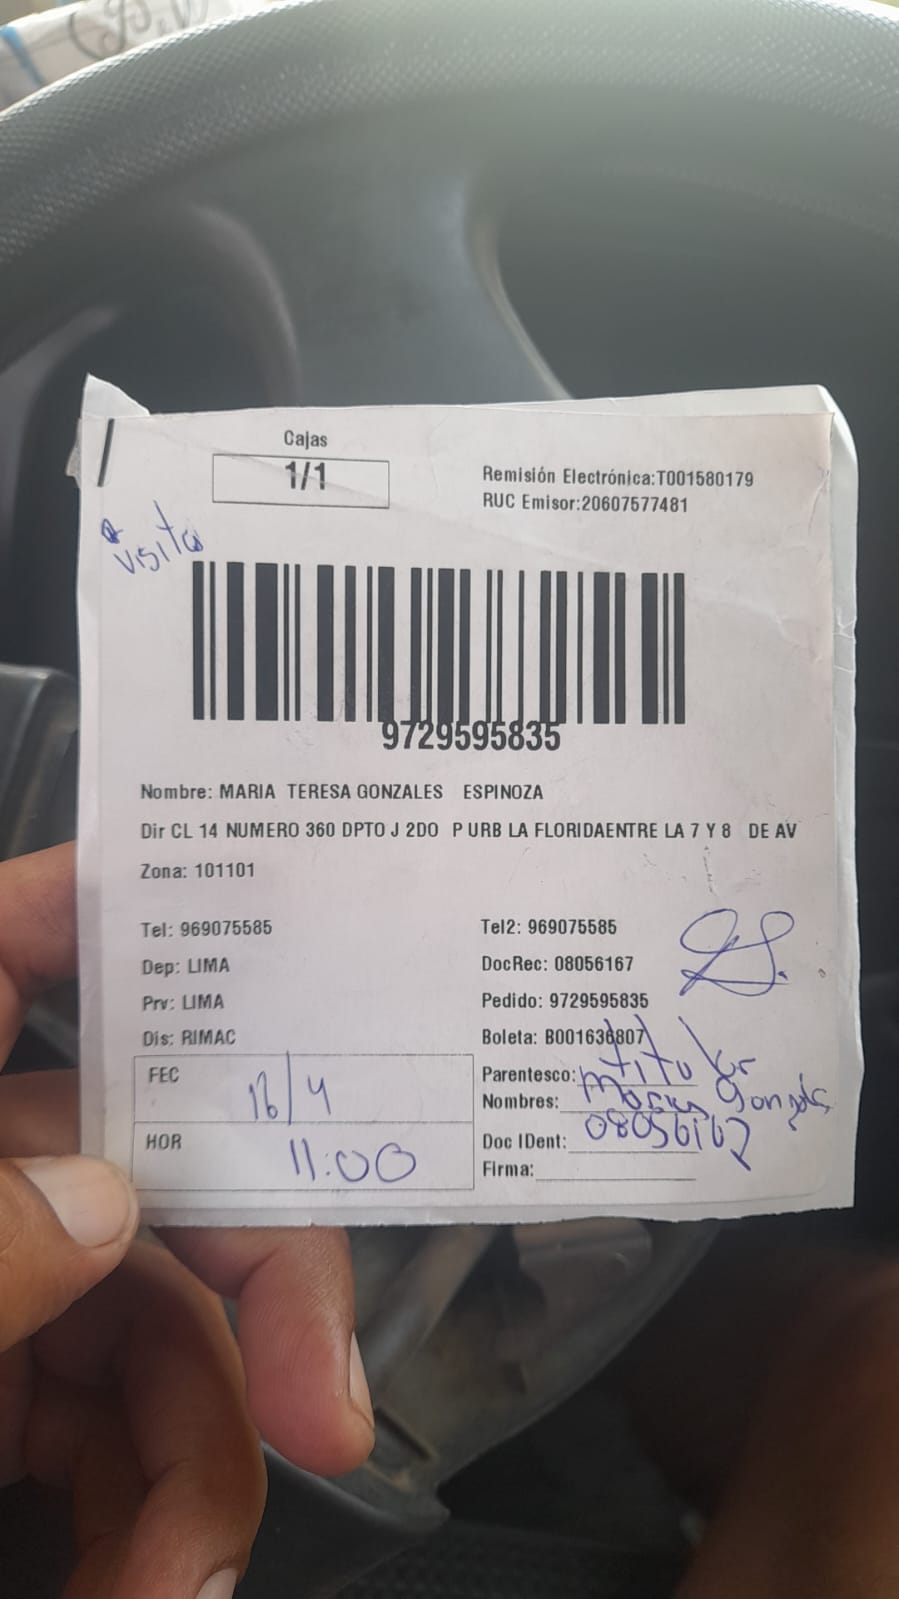 Cajas
1/1
Remisión Electrónica:T001580179
RUC Emisor:20607577481
visita
9729595835
Nombre: MARIA TERESA GONZALES ESPINOZA
Dir CL 14 NUMERO 360 DPTO J 2DO P URB LA FLORIDAENTRE LA 7 Y 8 DE AV
Zona: 101101
Tel: 969075585
Tel2: 969075585
Dep: LIMA
DocRec: 08056167
Prv: LIMA
Pedido: 9729595835
Dis: RIMAC
Boleta: B001636807
FEC 16/4
Parentesco: titular
Nombres: Gonzales
HOR 11:00
Doc IDent: 08056167
Firma: